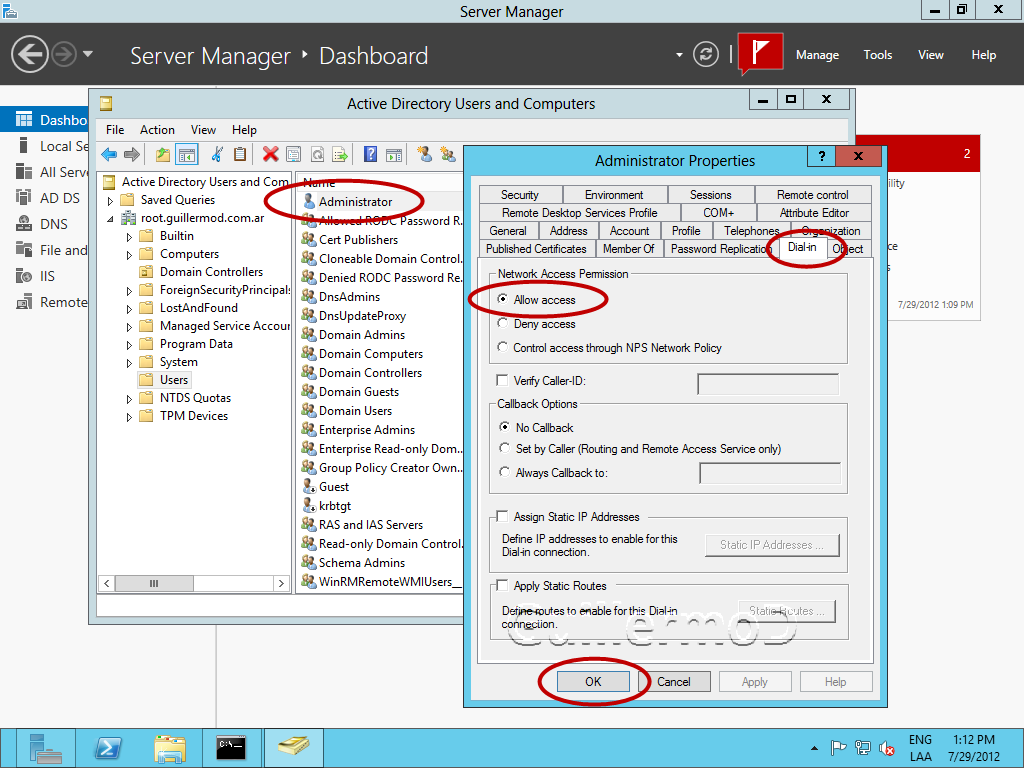 Server Manager
Server Manager ‣ Dashboard
Manage Tools View Help
Dashbo
Local Se
All Serve
AD DS
DNS
File and
IIS
Remote
Active Directory Users and Computers
File Action View Help
Active Directory Users and Com
Saved Queries
root.guillermod.com.ar
Builtin
Computers
Domain Controllers
ForeignSecurityPrincipals
LostAndFound
Managed Service Accour
Program Data
System
Users
NTDS Quotas
TPM Devices
Name
Administrator
Allowed RODC Password R...
Cert Publishers
Cloneable Domain Control...
Denied RODC Password Re...
DnsAdmins
DnsUpdateProxy
Domain Admins
Domain Computers
Domain Controllers
Domain Guests
Domain Users
Enterprise Admins
Enterprise Read-only Dom...
Group Policy Creator Own...
Guest
krbtgt
RAS and IAS Servers
Read-only Domain Control...
Schema Admins
WinRMRemoteWMIUsers__
Administrator Properties
?
Security Environment Sessions Remote control
Remote Desktop Services Profile COM+ Attribute Editor
General Address Account Profile Telephones Organization
Published Certificates Member Of Password Replication Dial-in Object
Network Access Permission
Allow access
Deny access
Control access through NPS Network Policy
Verify Caller-ID:
Callback Options
No Callback
Set by Caller (Routing and Remote Access Service only)
Always Callback to:
Assign Static IP Addresses
Define IP addresses to enable for this
Dial-in connection.
Static IP Addresses ...
Apply Static Routes
Define routes to enable for this Dial-in
connection.
Static Routes ...
GuillermoD
OK Cancel Apply Help
2
ility
ce
s
7/29/2012 1:09 PM
C:\_
ENG
LAA
1:12 PM
7/29/2012